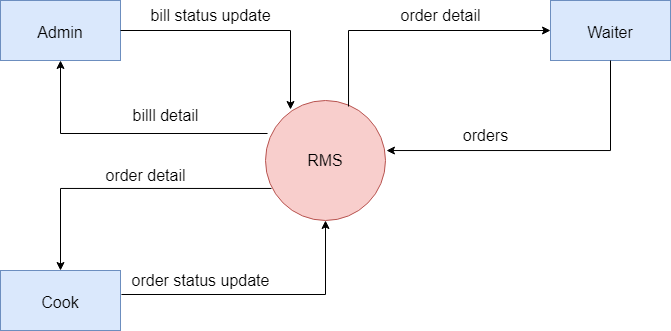 bill status update
order detail
Admin
Waiter
billl detail
orders
RMS
order detail
order status update
Cook